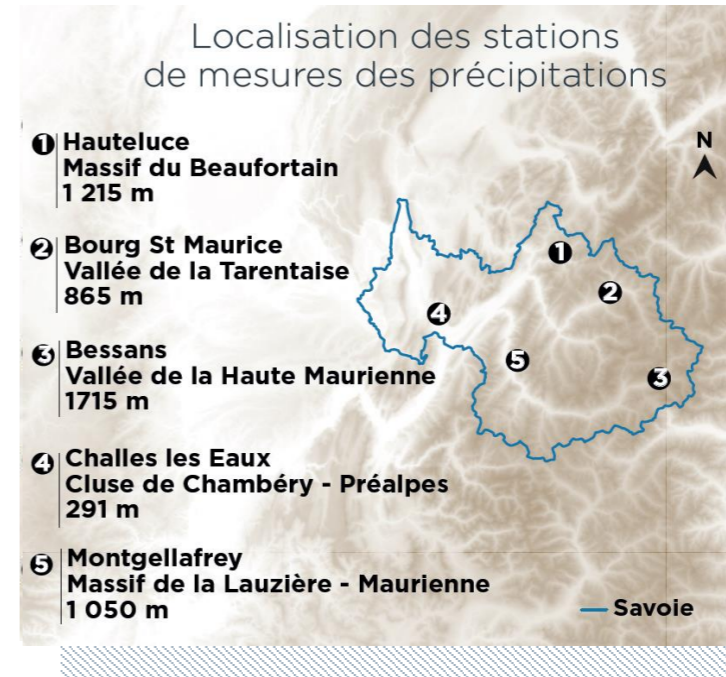 Localisation des stations
de mesures des précipitations
N
1 Hauteluce
Massif du Beaufortain
1 215 m
2 Bourg St Maurice
Vallée de la Tarentaise
865 m
3 Bessans
Vallée de la Haute Maurienne
1715 m
4 Challes les Eaux
Cluse de Chambéry - Préalpes
291 m
5 Montgellafrey
Massif de la Lauzière - Maurienne
1 050 m
1
2
4
5
3
Savoie